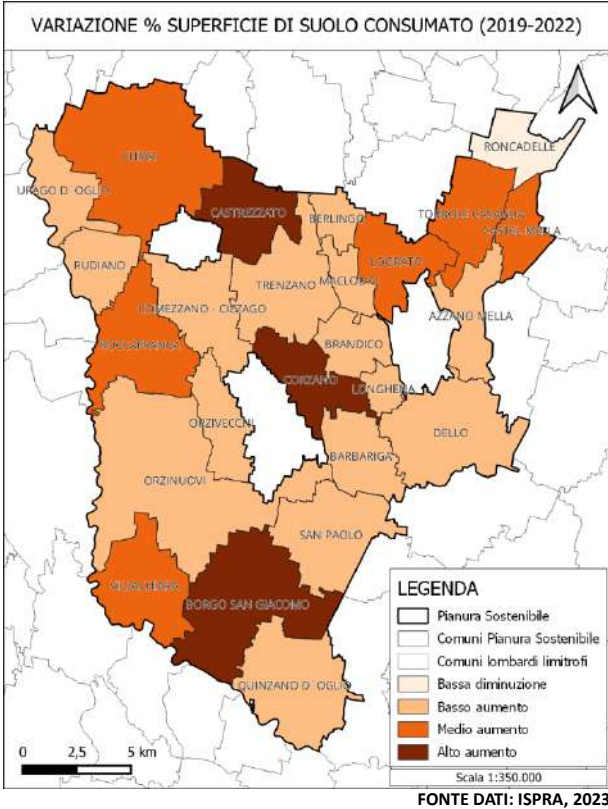 VARIAZIONE % SUPERFICIE DI SUOLO CONSUMATO (2019-2022)
RONCADELLE
CHIARI
URAGO D OGLIO
CASTREZZATO
BERLINGO
TORBOLE CASAGLIA
CASTEL MELLA
RUDIANO
LOGRATO
TRENZANO
MACLODIO
COMEZZANO - CIZZAGO
AZZANO MELLA
ROCCAFRANCA
BRANDICO
CORZANO
LONGHENA
ORZIVECCHI
DELLO
BARBARIGA
ORZINUOVI
SAN PAOLO
VILLACHIARA
BORGO SAN GIACOMO
QUINZANO D OGLIO
LEGENDA
Pianura Sostenibile
Comuni Pianura Sostenibile
Comuni lombardi limitrofi
Bassa diminuzione
Basso aumento
Medio aumento
Alto aumento
0 2,5 5 km
Scala 1:350.000
FONTE DATI: ISPRA, 2023